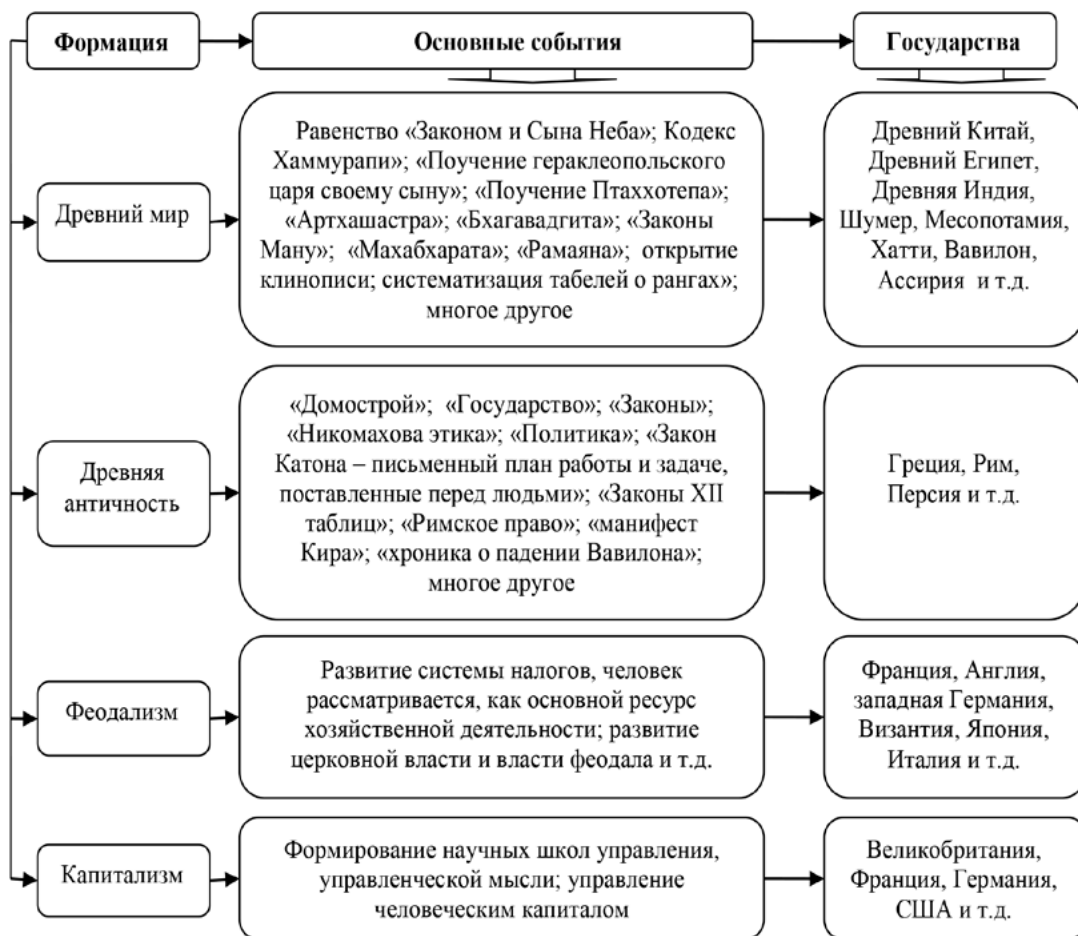 Формация
Основные события
Государства
Древний мир
Равенство «Законом и Сына Неба»; Кодекс
Хаммурапи»; «Поучение гераклеопольского
царя своему сыну»; «Поучение Птаххотепа»;
«Артхашастра»; «Бхагавадгита»; «Законы
Ману»; «Махабхарата»; «Рамаяна»; открытие
клинописи; систематизация табелей о рангах»;
многое другое
Древний Китай,
Древний Египет,
Древняя Индия,
Шумер, Месопотамия,
Хатти, Вавилон,
Ассирия и т.д.
Древняя
античность
«Домострой»; «Государство»; «Законы»;
«Никомахова этика»; «Политика»; «Закон
Катона – письменный план работы и задаче,
поставленные перед людьми»; «Законы XII
таблиц»; «Римское право»; «манифест
Кира»; «хроника о падении Вавилона»;
многое другое
Греция, Рим,
Персия и т.д.
Феодализм
Развитие системы налогов, человек
рассматривается, как основной ресурс
хозяйственной деятельности; развитие
церковной власти и власти феодала и т.д.
Франция, Англия,
западная Германия,
Византия, Япония,
Италия и т.д.
Капитализм
Формирование научных школ управления,
управленческой мысли; управление
человеческим капиталом
Великобритания,
Франция, Германия,
США и т.д.